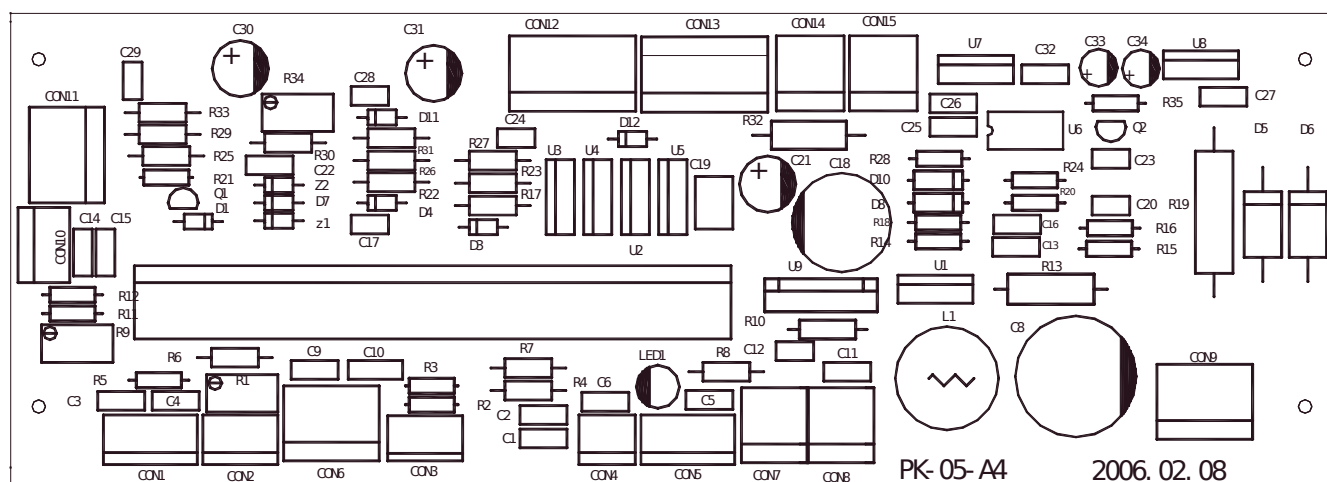 C30
C31
CON12
CON13
CON14
CON15
C29
U7
C32
C33
C34
U8
CON11
R34
C28
C26
R35
C27
R33
D11
C24
D12
R32
C25
U6
Q2
D5
D6
R29
R31
R27
U3
U4
U5
C21
C18
R28
R25
R30
R26
R23
C19
D10
R24
C23
R21
C22
Z2
R22
R17
D8
R20
Q1
D7
D4
R18
C20
R19
D1
z1
C14
C15
C17
D3
R14
C16
R16
CON10
U2
C13
R15
U9
U1
R13
R12
R11
R9
R10
L1
C8
R6
C9
C10
R3
R7
LED1
R8
C12
C11
CON9
R5
R1
R4
C6
C3
C4
R2
C2
C5
C1
CON1
CON2
CON6
CON3
CON4
CON5
CON7
CON8
PK-05-A4
2006.02.08